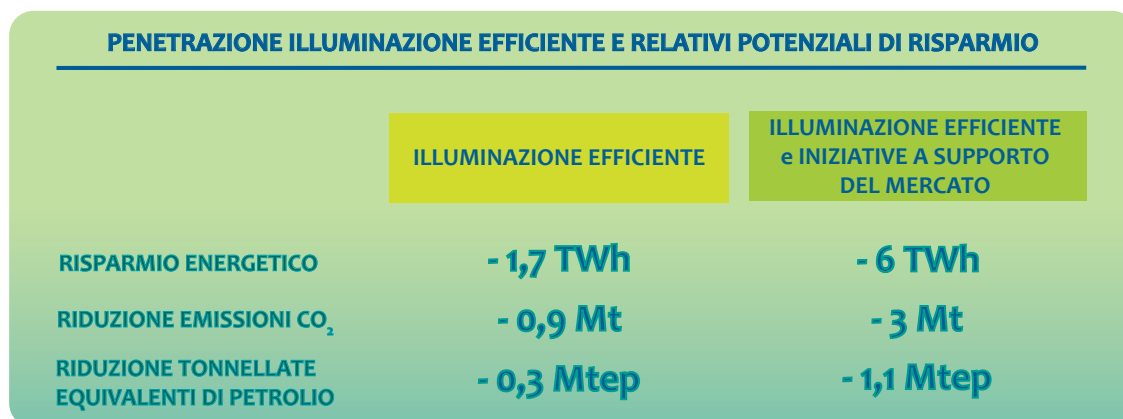 PENETRAZIONE ILLUMINAZIONE EFFICIENTE E RELATIVI POTENZIALI DI RISPARMIO
ILLUMINAZIONE EFFICIENTE
ILLUMINAZIONE EFFICIENTE
e INIZIATIVE A SUPPORTO
DEL MERCATO
RISPARMIO ENERGETICO - 1,7 TWh - 6 TWh
RIDUZIONE EMISSIONI CO₂ - 0,9 Mt - 3 Mt
RIDUZIONE TONNELLATE
EQUIVALENTI DI PETROLIO - 0,3 Mtep - 1,1 Mtep